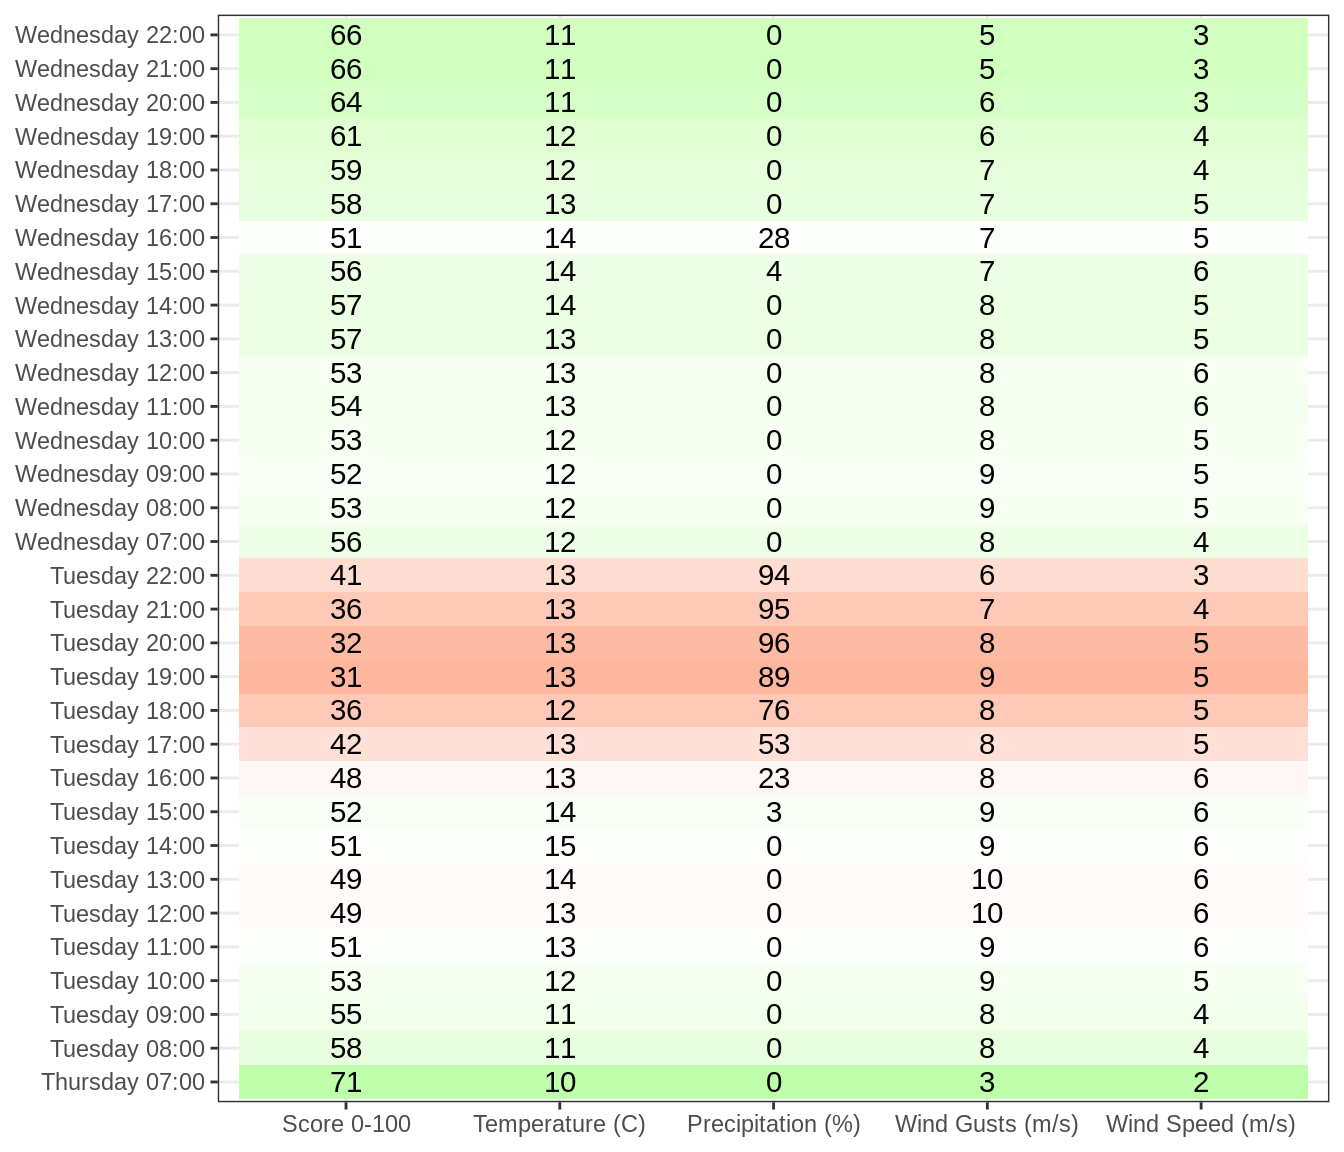 Wednesday 22:00 66 11 0 5 3
Wednesday 21:00 66 11 0 5 3
Wednesday 20:00 64 11 0 6 3
Wednesday 19:00 61 12 0 6 4
Wednesday 18:00 59 12 0 7 4
Wednesday 17:00 58 13 0 7 5
Wednesday 16:00 51 14 28 7 5
Wednesday 15:00 56 14 4 7 6
Wednesday 14:00 57 14 0 8 5
Wednesday 13:00 57 13 0 8 5
Wednesday 12:00 53 13 0 8 6
Wednesday 11:00 54 13 0 8 6
Wednesday 10:00 53 12 0 8 5
Wednesday 09:00 52 12 0 9 5
Wednesday 08:00 53 12 0 9 5
Wednesday 07:00 56 12 0 8 4
Tuesday 22:00 41 13 94 6 3
Tuesday 21:00 36 13 95 7 4
Tuesday 20:00 32 13 96 8 5
Tuesday 19:00 31 13 89 9 5
Tuesday 18:00 36 12 76 8 5
Tuesday 17:00 42 13 53 8 5
Tuesday 16:00 48 13 23 8 6
Tuesday 15:00 52 14 3 9 6
Tuesday 14:00 51 15 0 9 6
Tuesday 13:00 49 14 0 10 6
Tuesday 12:00 49 13 0 10 6
Tuesday 11:00 51 13 0 9 6
Tuesday 10:00 53 12 0 9 5
Tuesday 09:00 55 11 0 8 4
Tuesday 08:00 58 11 0 8 4
Thursday 07:00 71 10 0 3 2
Score 0-100 Temperature (C) Precipitation (%) Wind Gusts (m/s) Wind Speed (m/s)